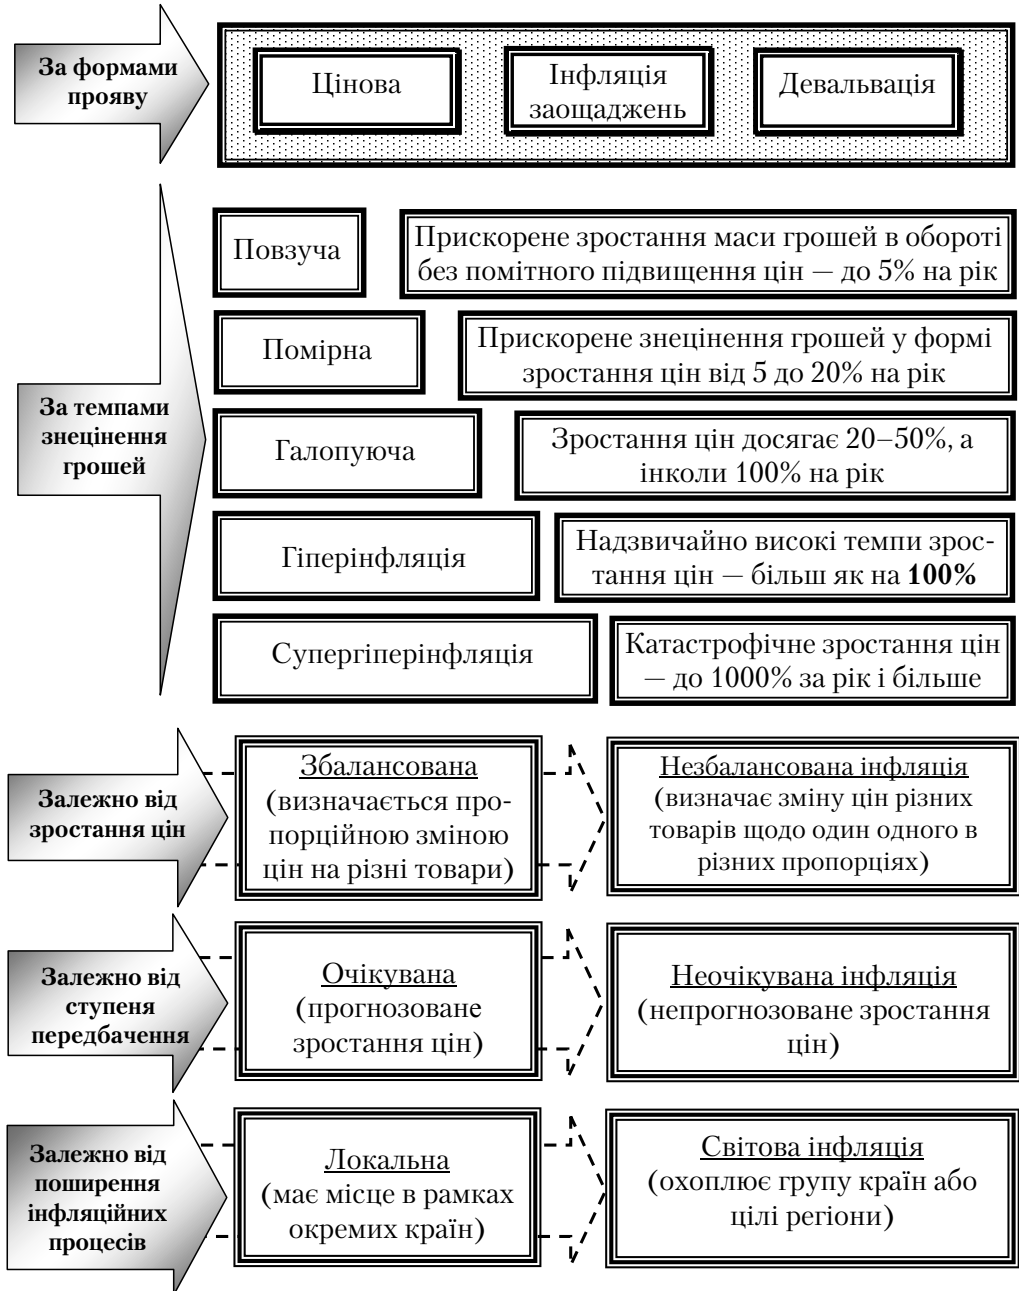 За формами
прояву
Цінова
Інфляція
заощаджень
Девальвація
За темпами
знецінення
грошей
Повзуча
Прискорене зростання маси грошей в обороті
без помітного підвищення цін — до 5% на рік
Помірна
Прискорене знецінення грошей у формі
зростання цін від 5 до 20% на рік
Галопуюча
Зростання цін досягає 20–50%, а
інколи 100% на рік
Гіперінфляція
Надзвичайно високі темпи зрос-
тання цін — більш як на 100%
Супергіперінфляція
Катастрофічне зростання цін
— до 1000% за рік і більше
Залежно від
зростання цін
Збалансована
(визначається про-
порційною зміною
цін на різні товари)
Незбалансована інфляція
(визначає зміну цін різних
товарів щодо один одного в
різних пропорціях)
Залежно від
ступеня
передбачення
Очікувана
(прогнозоване
зростання цін)
Неочікувана інфляція
(непрогнозоване зростання
цін)
Залежно від
поширення
інфляційних
процесів
Локальна
(має місце в рамках
окремих країн)
Світова інфляція
(охоплює групу країн або
цілі регіони)